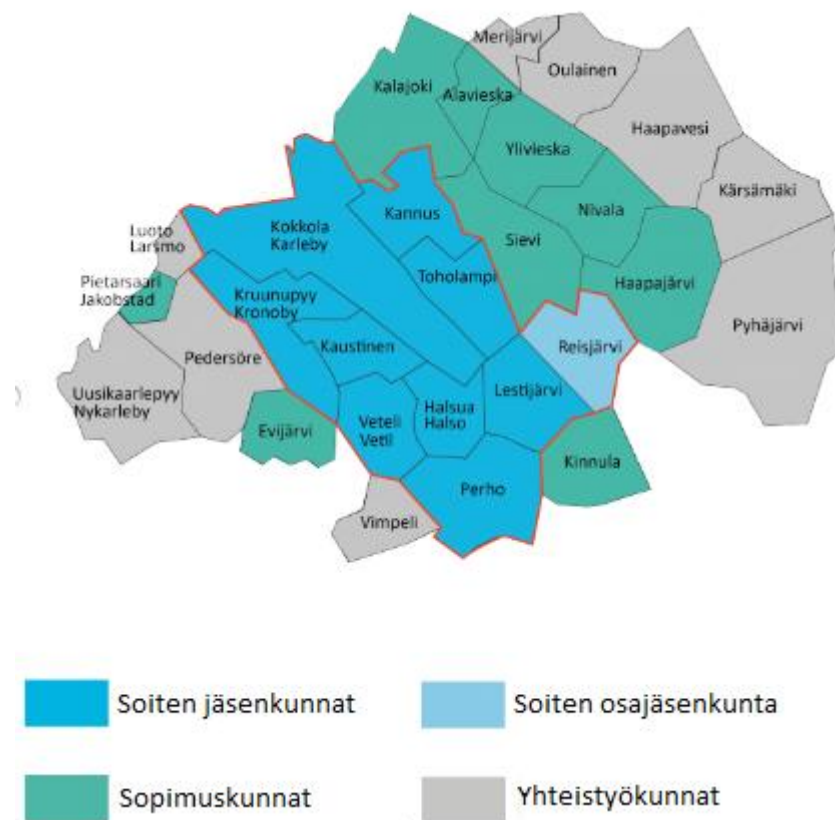 Merijärvi
Oulainen
Kalajoki
Alavieska
Haapavesi
Ylivieska
Kärsämäki
Kannus
Nivala
Kokkola
Karleby
Sievi
Luoto
Larsmo
Toholampi
Haapajärvi
Pietarsaari
Jakobstad
Kruunupyy
Kronoby
Pyhäjärvi
Kaustinen
Reisjärvi
Pedersöre
Uusikaarlepyy
Nykarleby
Lestijärvi
Halsua
Halso
Veteli
Vetil
Evijärvi
Kinnula
Perho
Vimpeli
Soiten jäsenkunnat
Soiten osajäsenkunta
Sopimuskunnat
Yhteistyökunnat